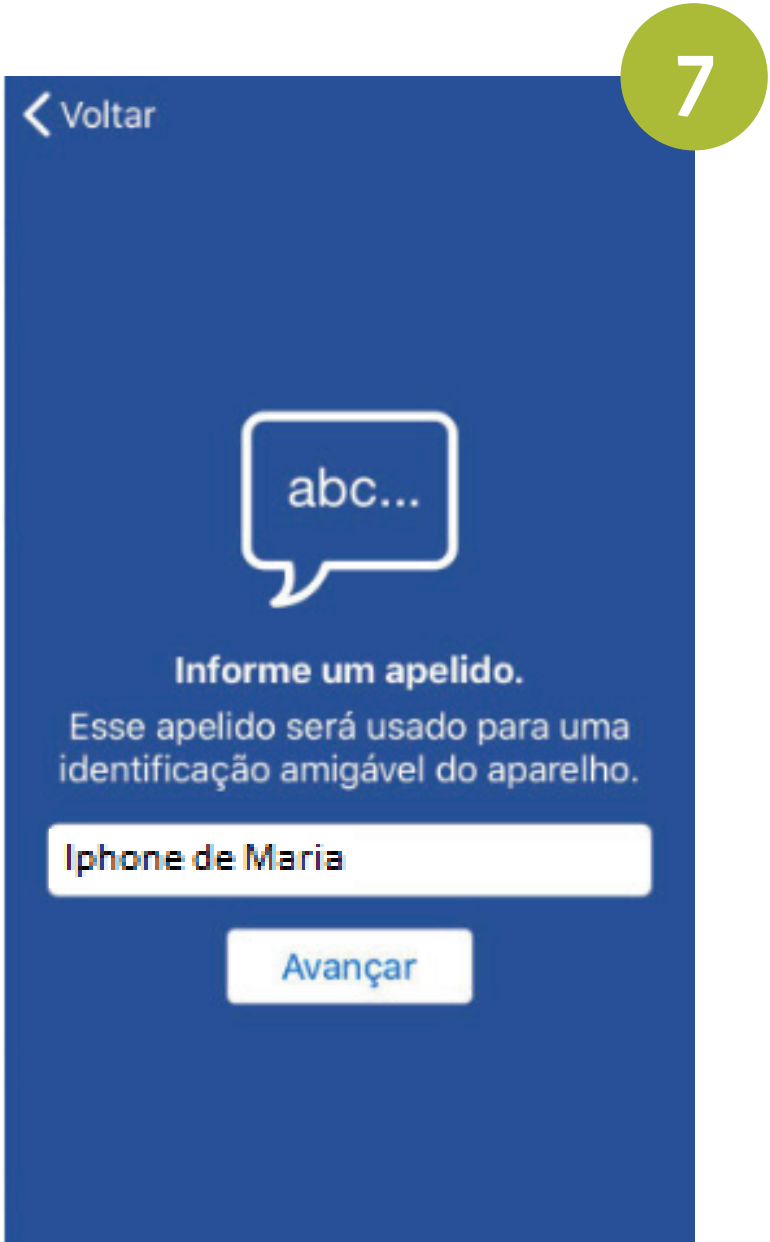 7
Voltar
abc...
Informe um apelido.
Esse apelido será usado para uma
identificação amigável do aparelho.
Iphone de Maria
Avançar